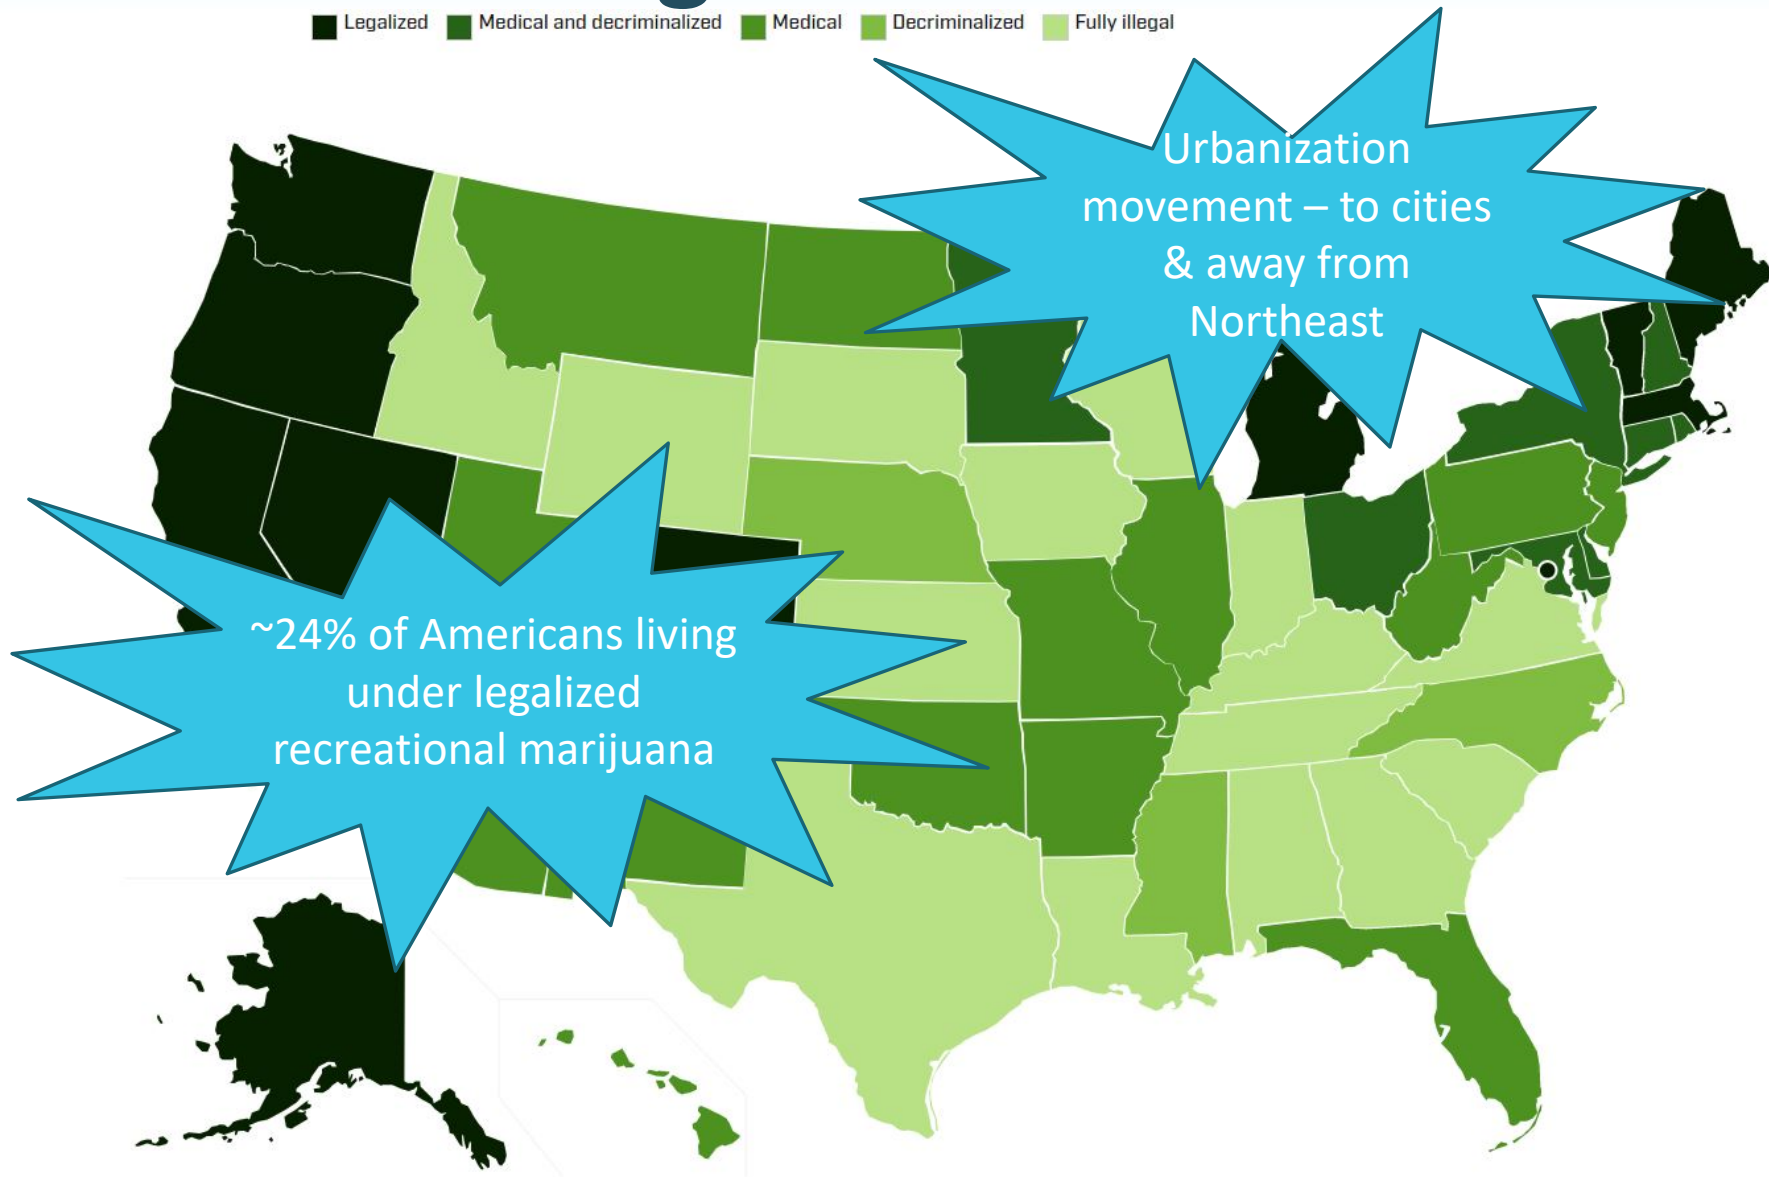 Legalized Medical and decriminalized Medical Decriminalized Fully illegal
Urbanization
movement – to cities
& away from
Northeast
~24% of Americans living
under legalized
recreational marijuana